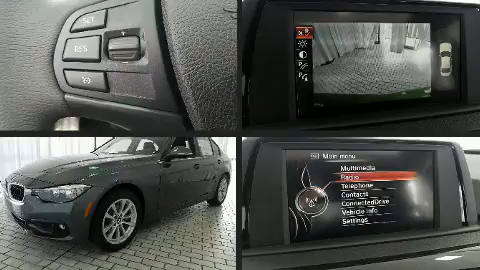 SET
RES
Main menu
Multimedia
Radio
Telephone
Contacts
ConnectedDrive
Vehicle info
Settings